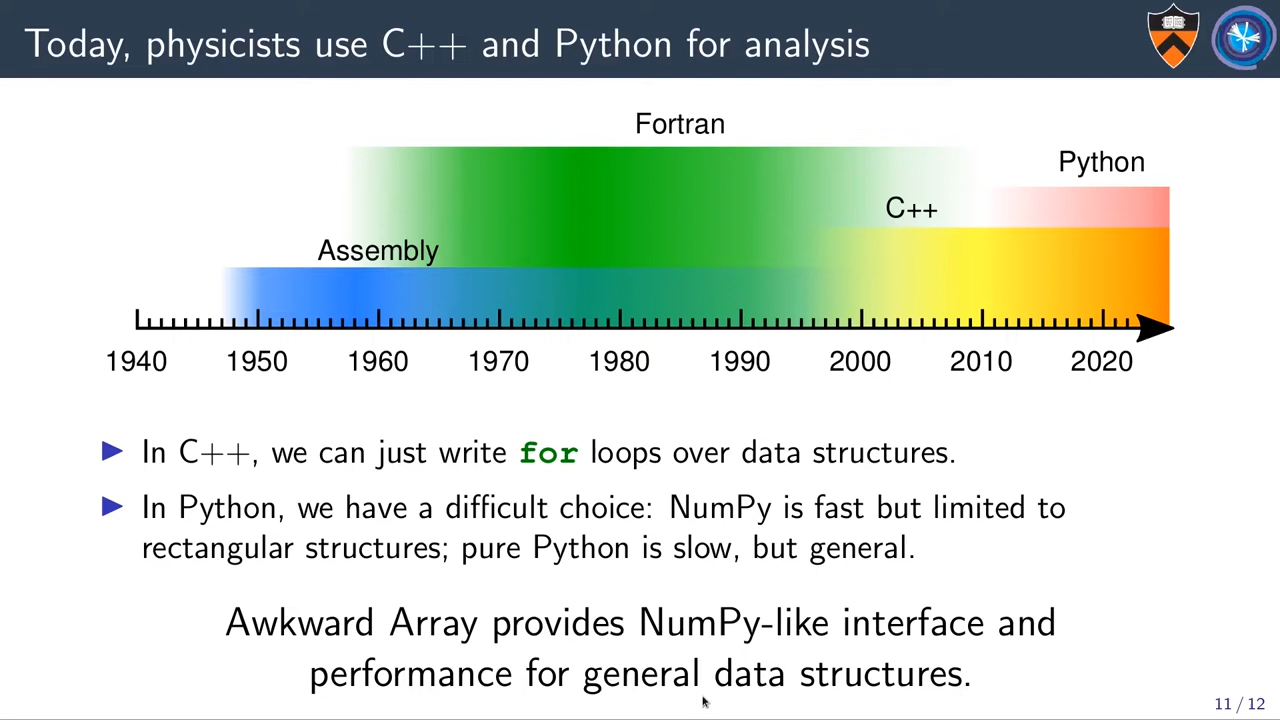 Today, physicists use C++ and Python for analysis
Fortran
Python
C++
Assembly
1940 1950 1960 1970 1980 1990 2000 2010 2020
In C++, we can just write for loops over data structures.
In Python, we have a difficult choice: NumPy is fast but limited to
rectangular structures; pure Python is slow, but general.
Awkward Array provides NumPy-like interface and
performance for general data structures.
11 / 12